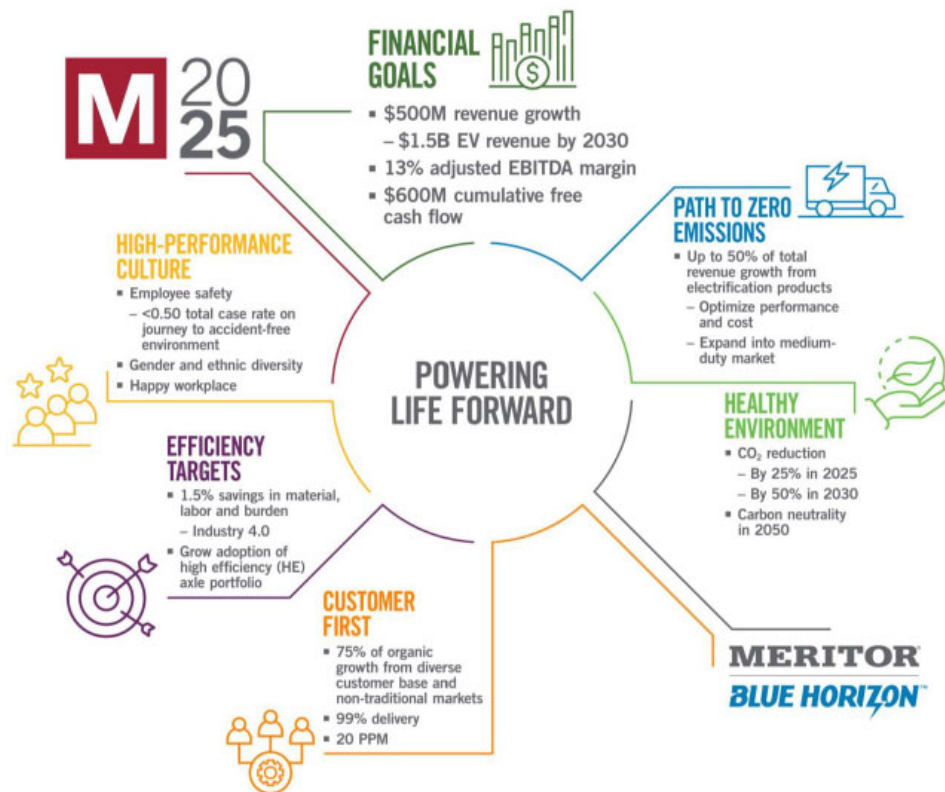 M
20
25
FINANCIAL
GOALS
$
▪ $500M revenue growth
– $1.5B EV revenue by 2030
▪ 13% adjusted EBITDA margin
▪ $600M cumulative free
cash flow
PATH TO ZERO
EMISSIONS
▪ Up to 50% of total
revenue growth from
electrification products
– Optimize performance
and cost
– Expand into medium-
duty market
HIGH-PERFORMANCE
CULTURE
▪ Employee safety
– <0.50 total case rate on
journey to accident-free
environment
▪ Gender and ethnic diversity
▪ Happy workplace
POWERING
LIFE FORWARD
HEALTHY
ENVIRONMENT
▪ CO₂ reduction
– By 25% in 2025
– By 50% in 2030
▪ Carbon neutrality
in 2050
EFFICIENCY
TARGETS
▪ 1.5% savings in material,
labor and burden
– Industry 4.0
▪ Grow adoption of
high efficiency (HE)
axle portfolio
CUSTOMER
FIRST
▪ 75% of organic
growth from diverse
customer base and
non-traditional markets
▪ 99% delivery
▪ 20 PPM
MERITOR®
BLUE HORIZON™